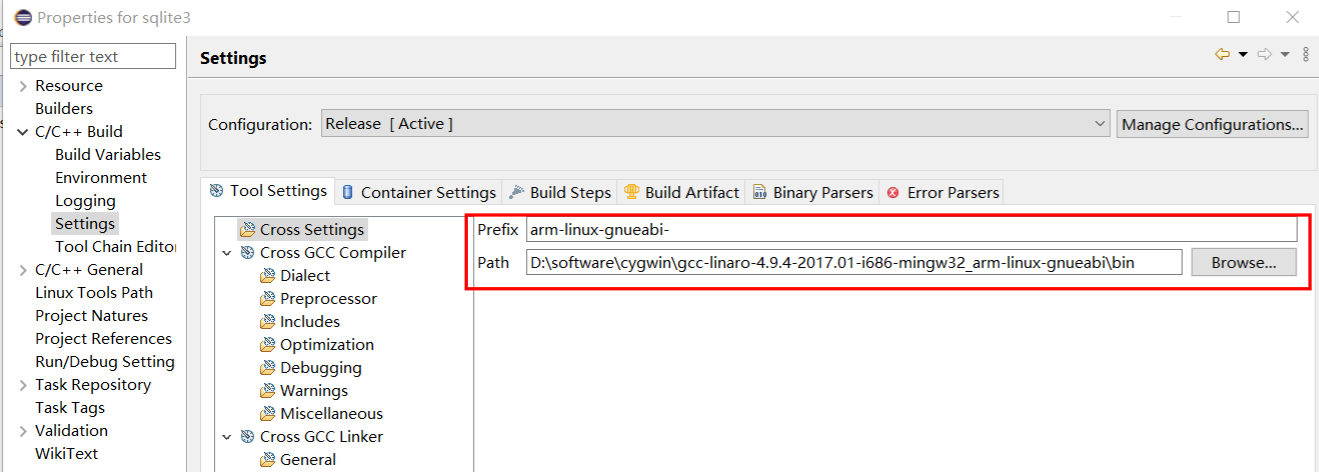 Properties for sqlite3
type filter text
Resource
Builders
C/C++ Build
Build Variables
Environment
Logging
Settings
Tool Chain Editor
C/C++ General
Linux Tools Path
Project Natures
Project References
Run/Debug Setting
Task Repository
Task Tags
Validation
WikiText
Settings
Configuration: Release [ Active ] Manage Configurations...
Tool Settings Container Settings Build Steps Build Artifact Binary Parsers Error Parsers
Cross Settings
Cross GCC Compiler
Dialect
Preprocessor
Includes
Optimization
Debugging
Warnings
Miscellaneous
Cross GCC Linker
General
Prefix arm-linux-gnueabi-
Path D:\software\cygwin\gcc-linaro-4.9.4-2017.01-i686-mingw32_arm-linux-gnueabi\bin Browse...